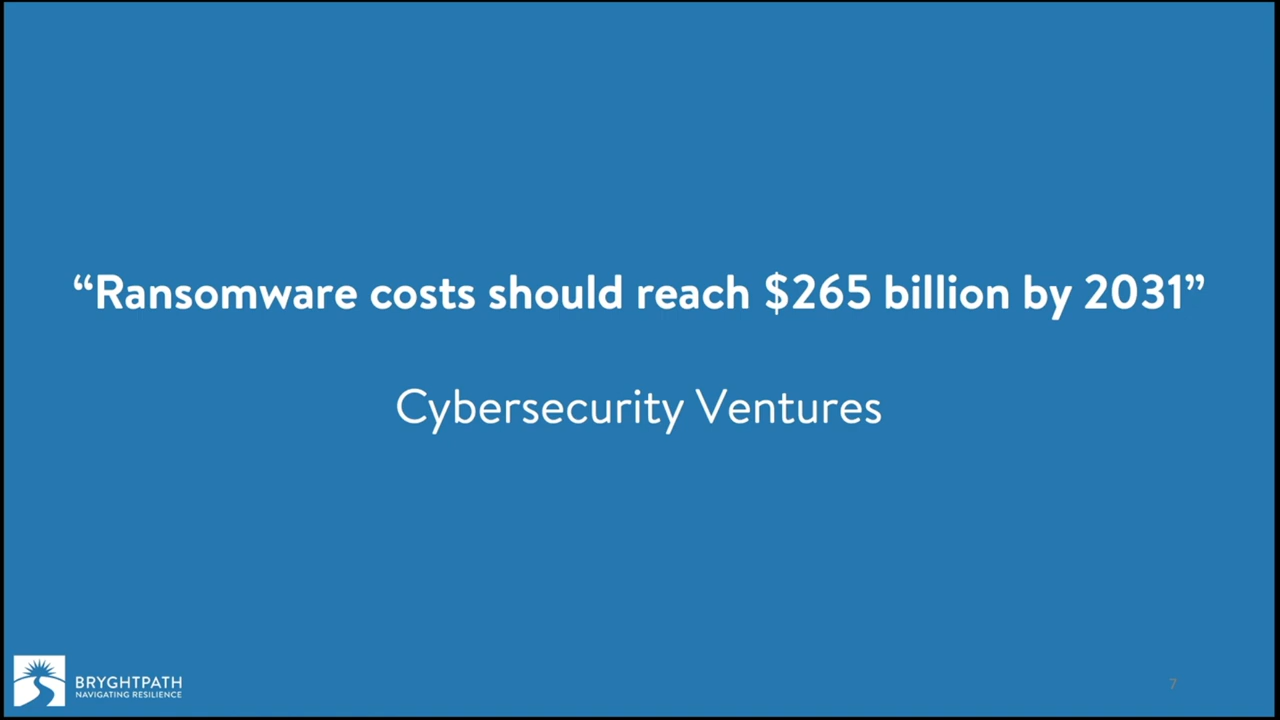 “Ransomware costs should reach $265 billion by 2031”
Cybersecurity Ventures
BRYGHTPATH
NAVIGATING RESILIENCE
7